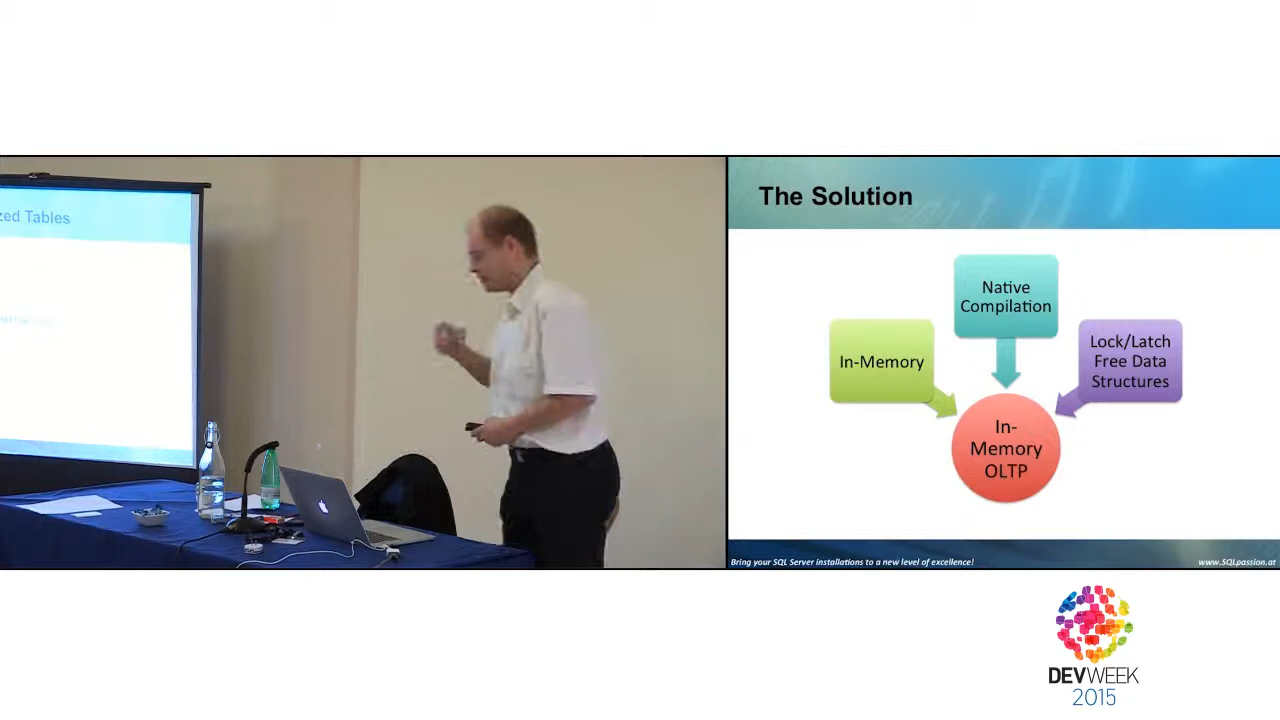 zed Tables
The Solution
Native
Compilation
In-Memory
Lock/Latch
Free Data
Structures
In-
Memory
OLTP
Bring your SQL Server installations to a new level of excellence!
www.SQLpassion.at
DEVWEEK
2015